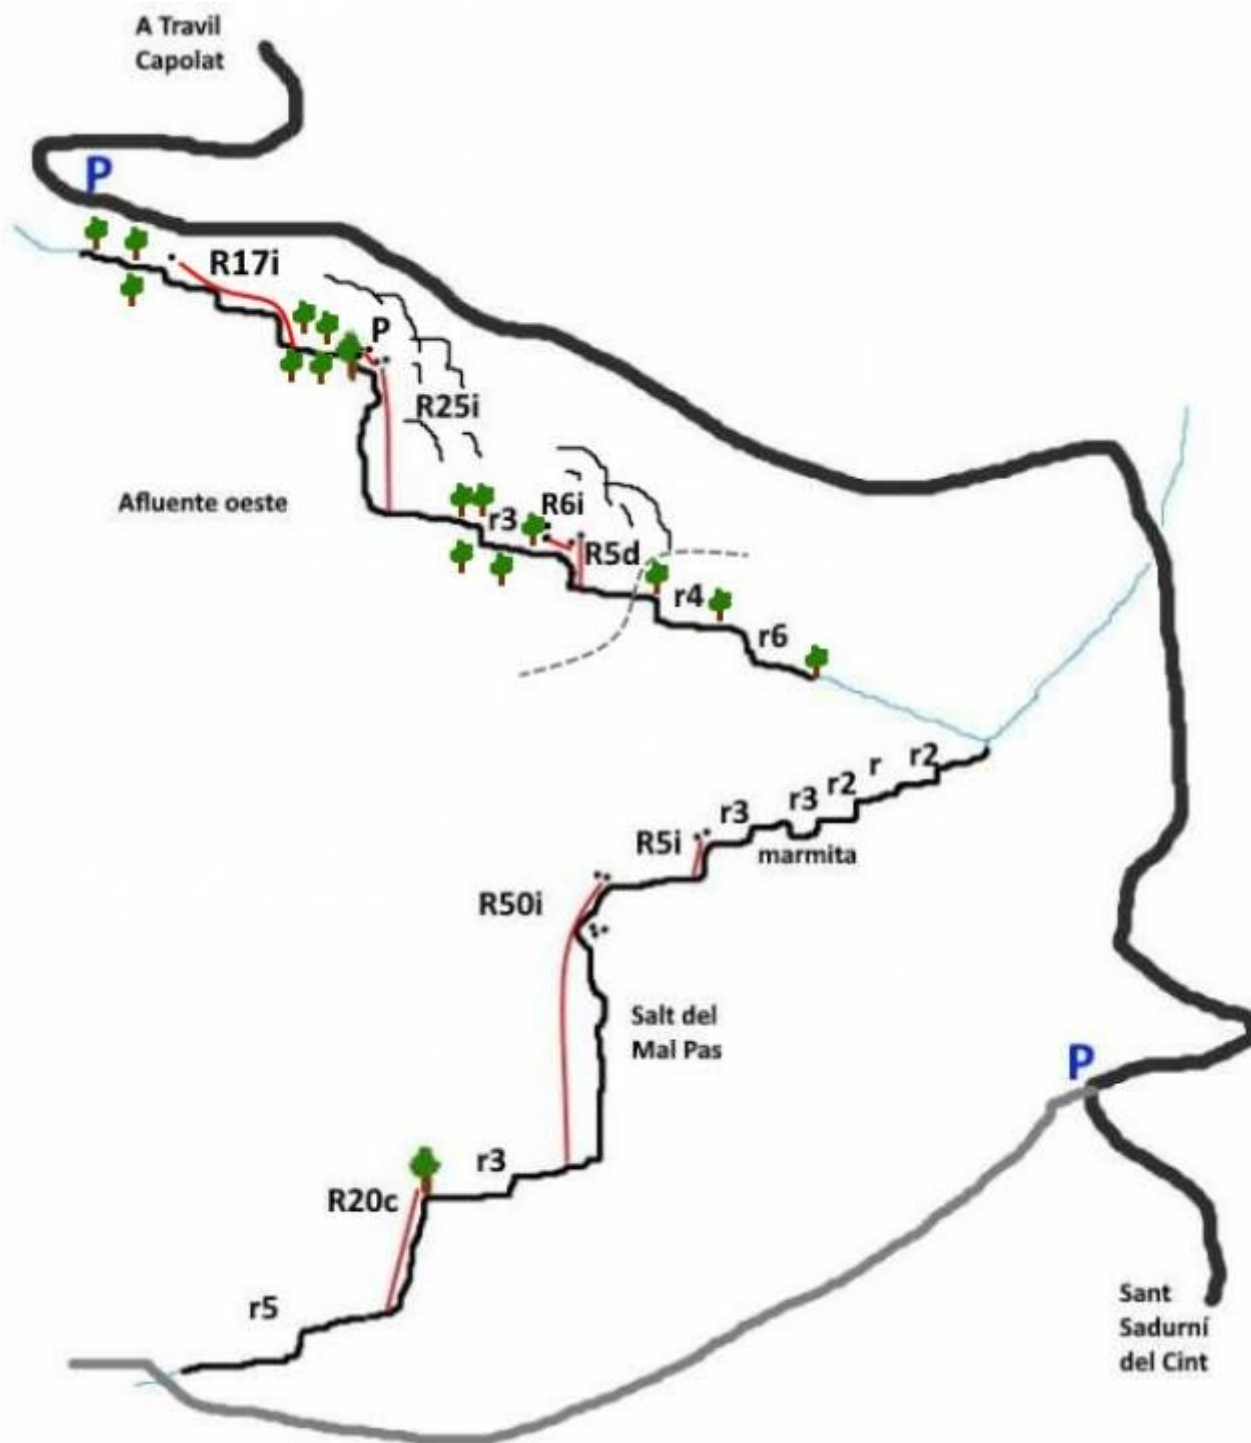 A Travil
Capolat
P
R17i
P
R25i
Afluente oeste
R6i
r3
R5d
r4
r6
r2
r
r2
r3
r3
R5i
marmita
R50i
Salt del
Mal Pas
P
r3
R20c
r5
Sant
Sadurní
del Cint